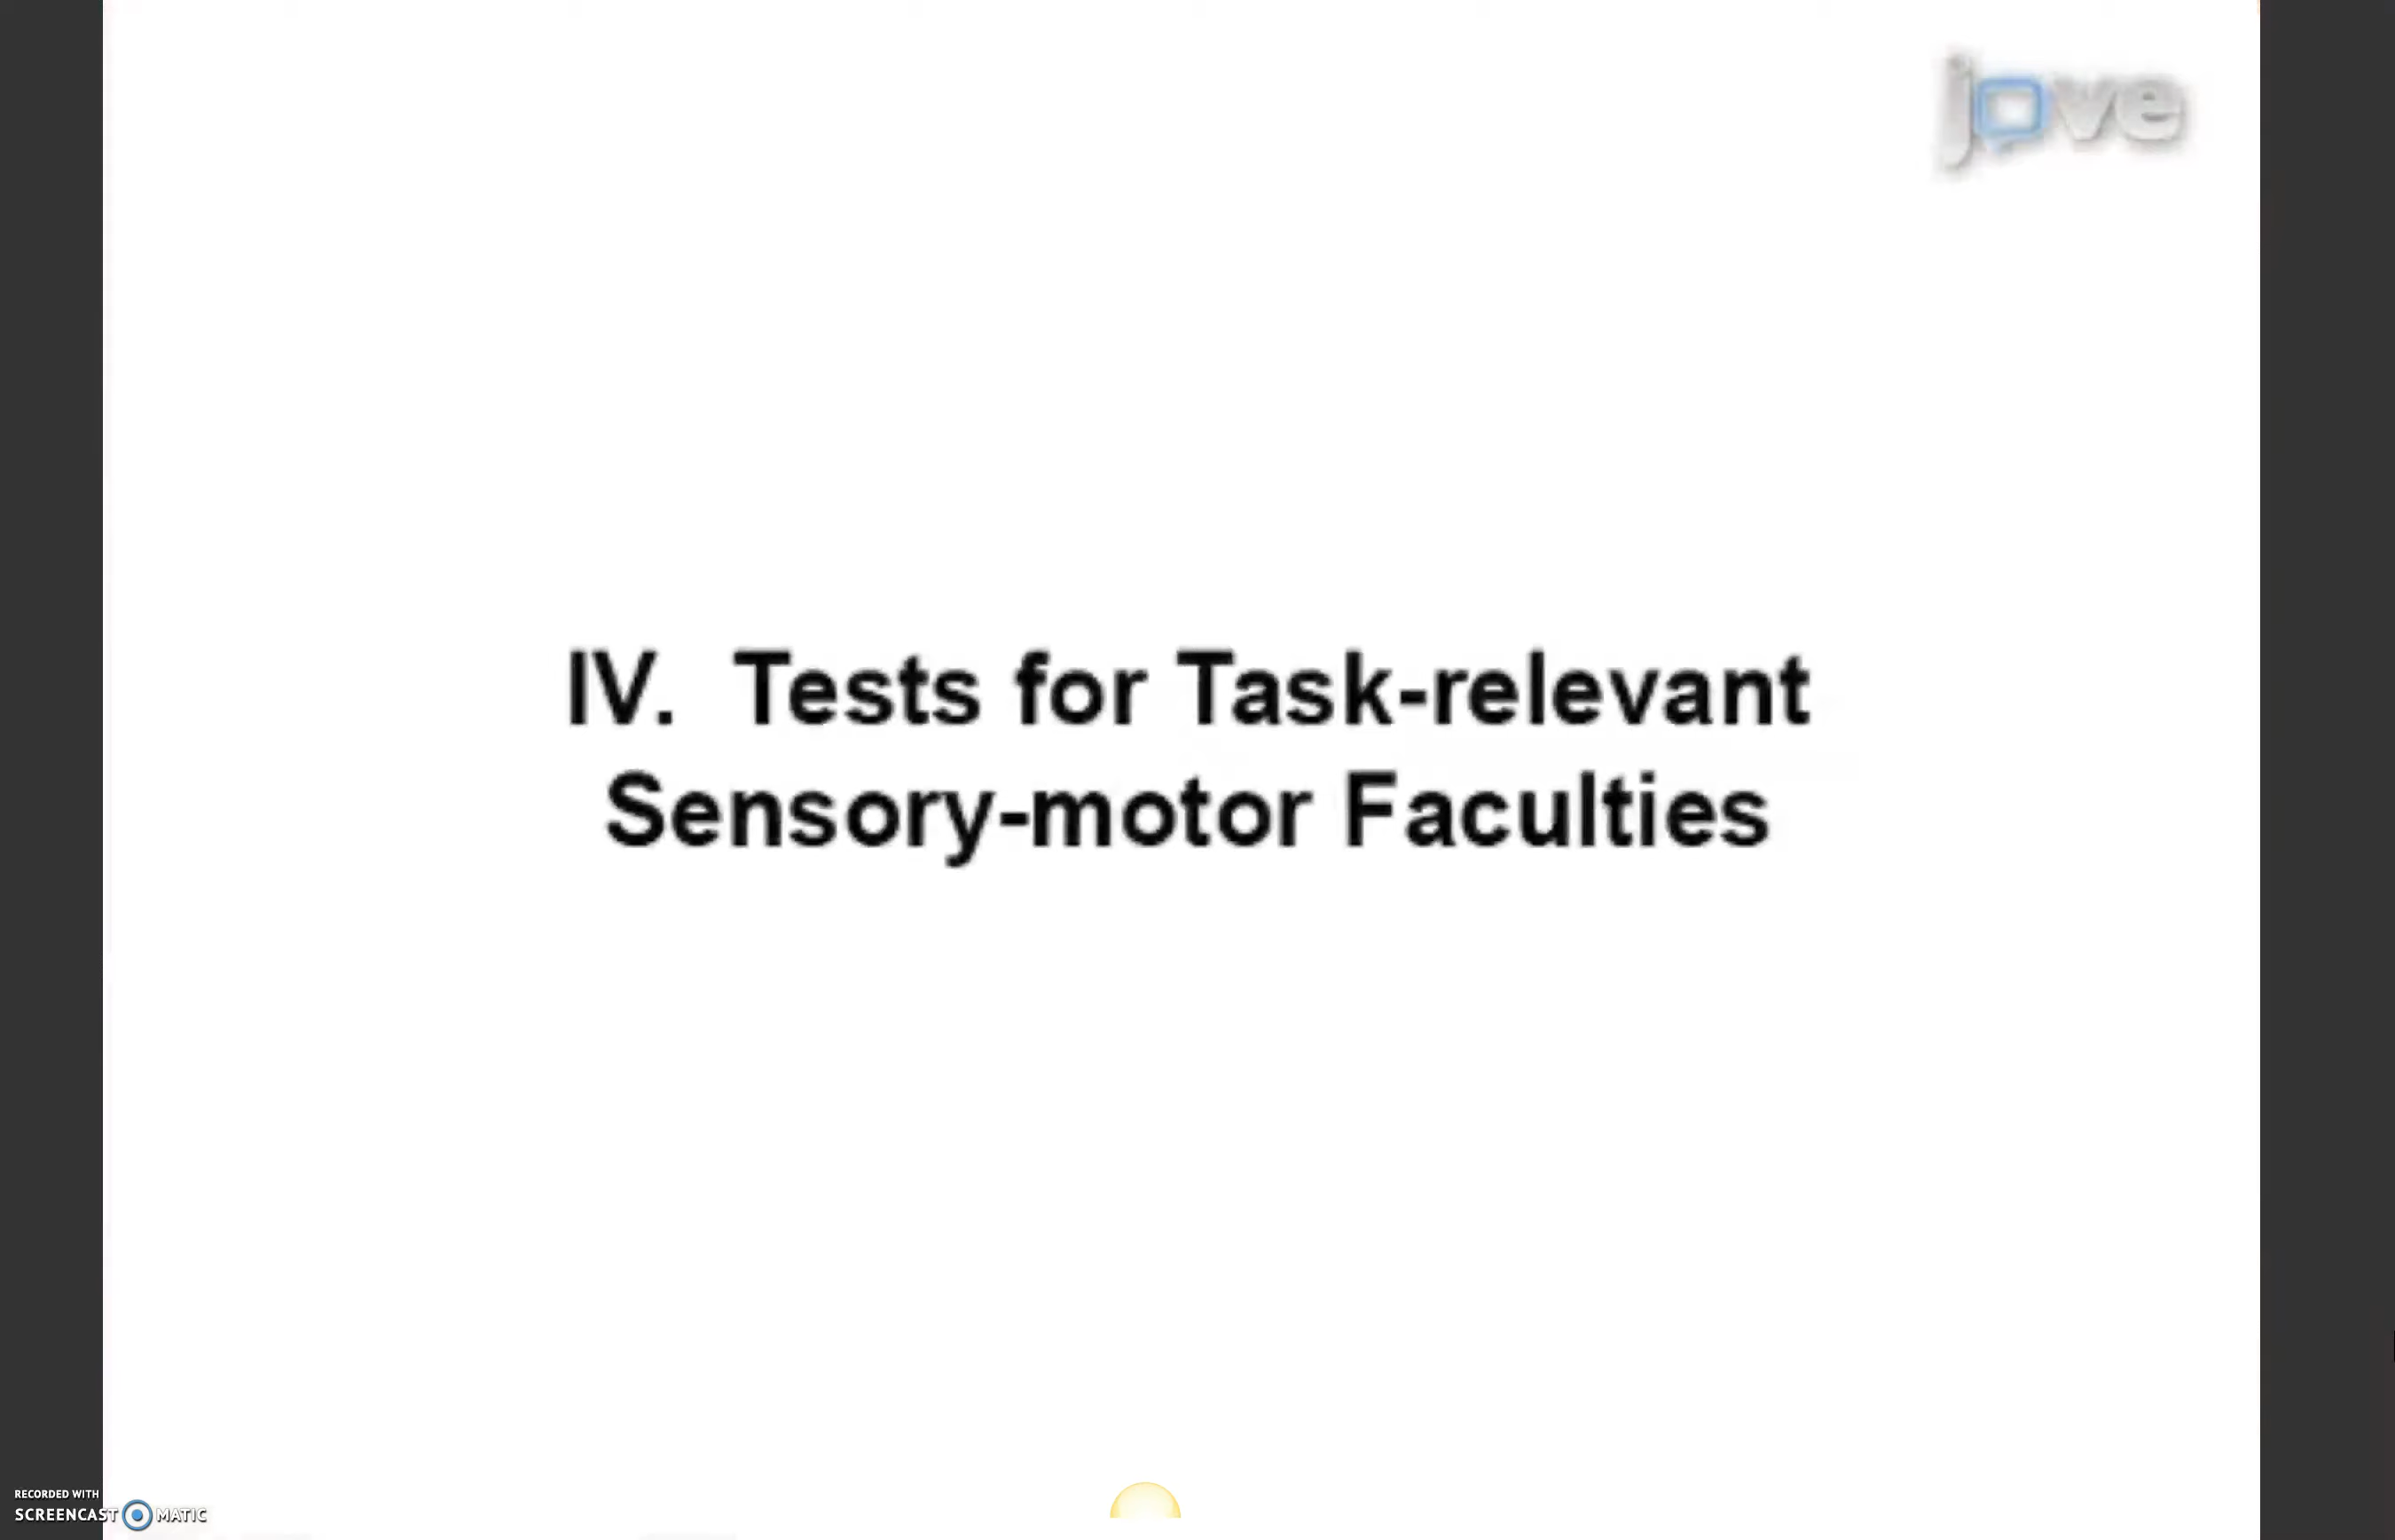 jove
IV. Tests for Task-relevant
Sensory-motor Faculties
RECORDED WITH
SCREENCAST MATIC